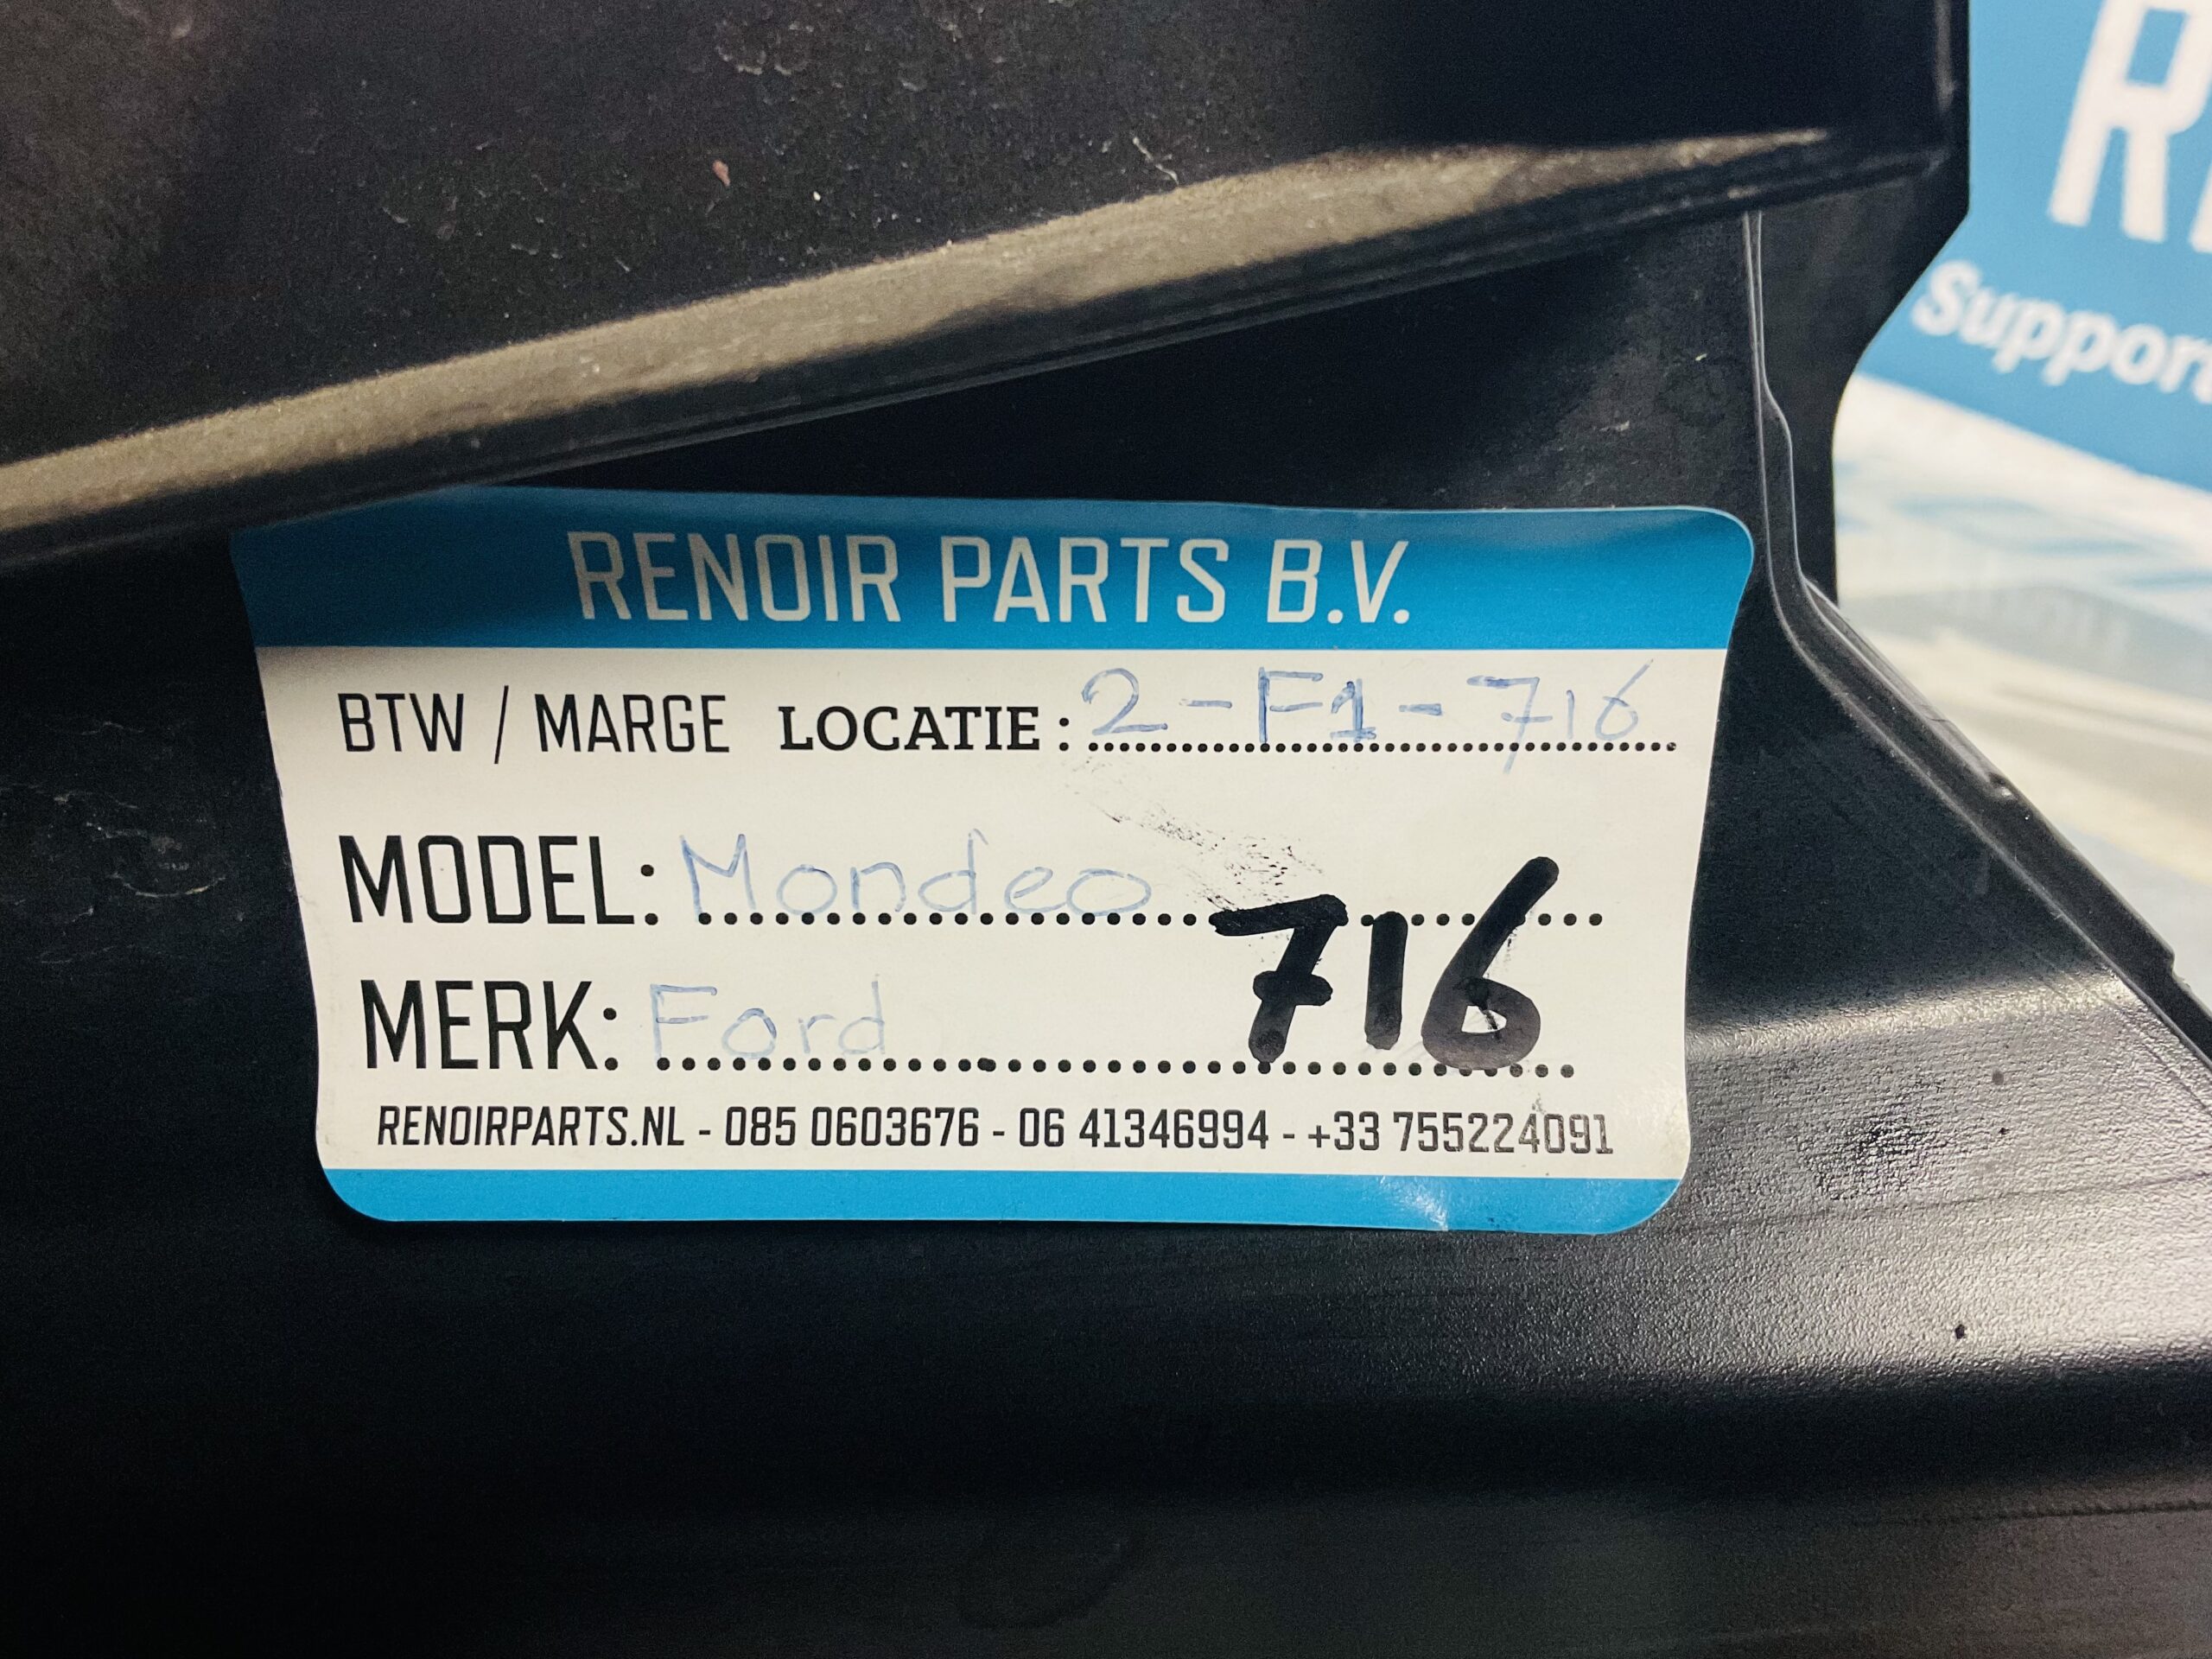 RENOIR PARTS B.V.
BTW / MARGE LOCATIE: 2-F1-716
MODEL: Mondeo
716
MERK: Ford
RENOIRPARTS.NL - 085 0603676 - 06 41346994 - +33 755224091